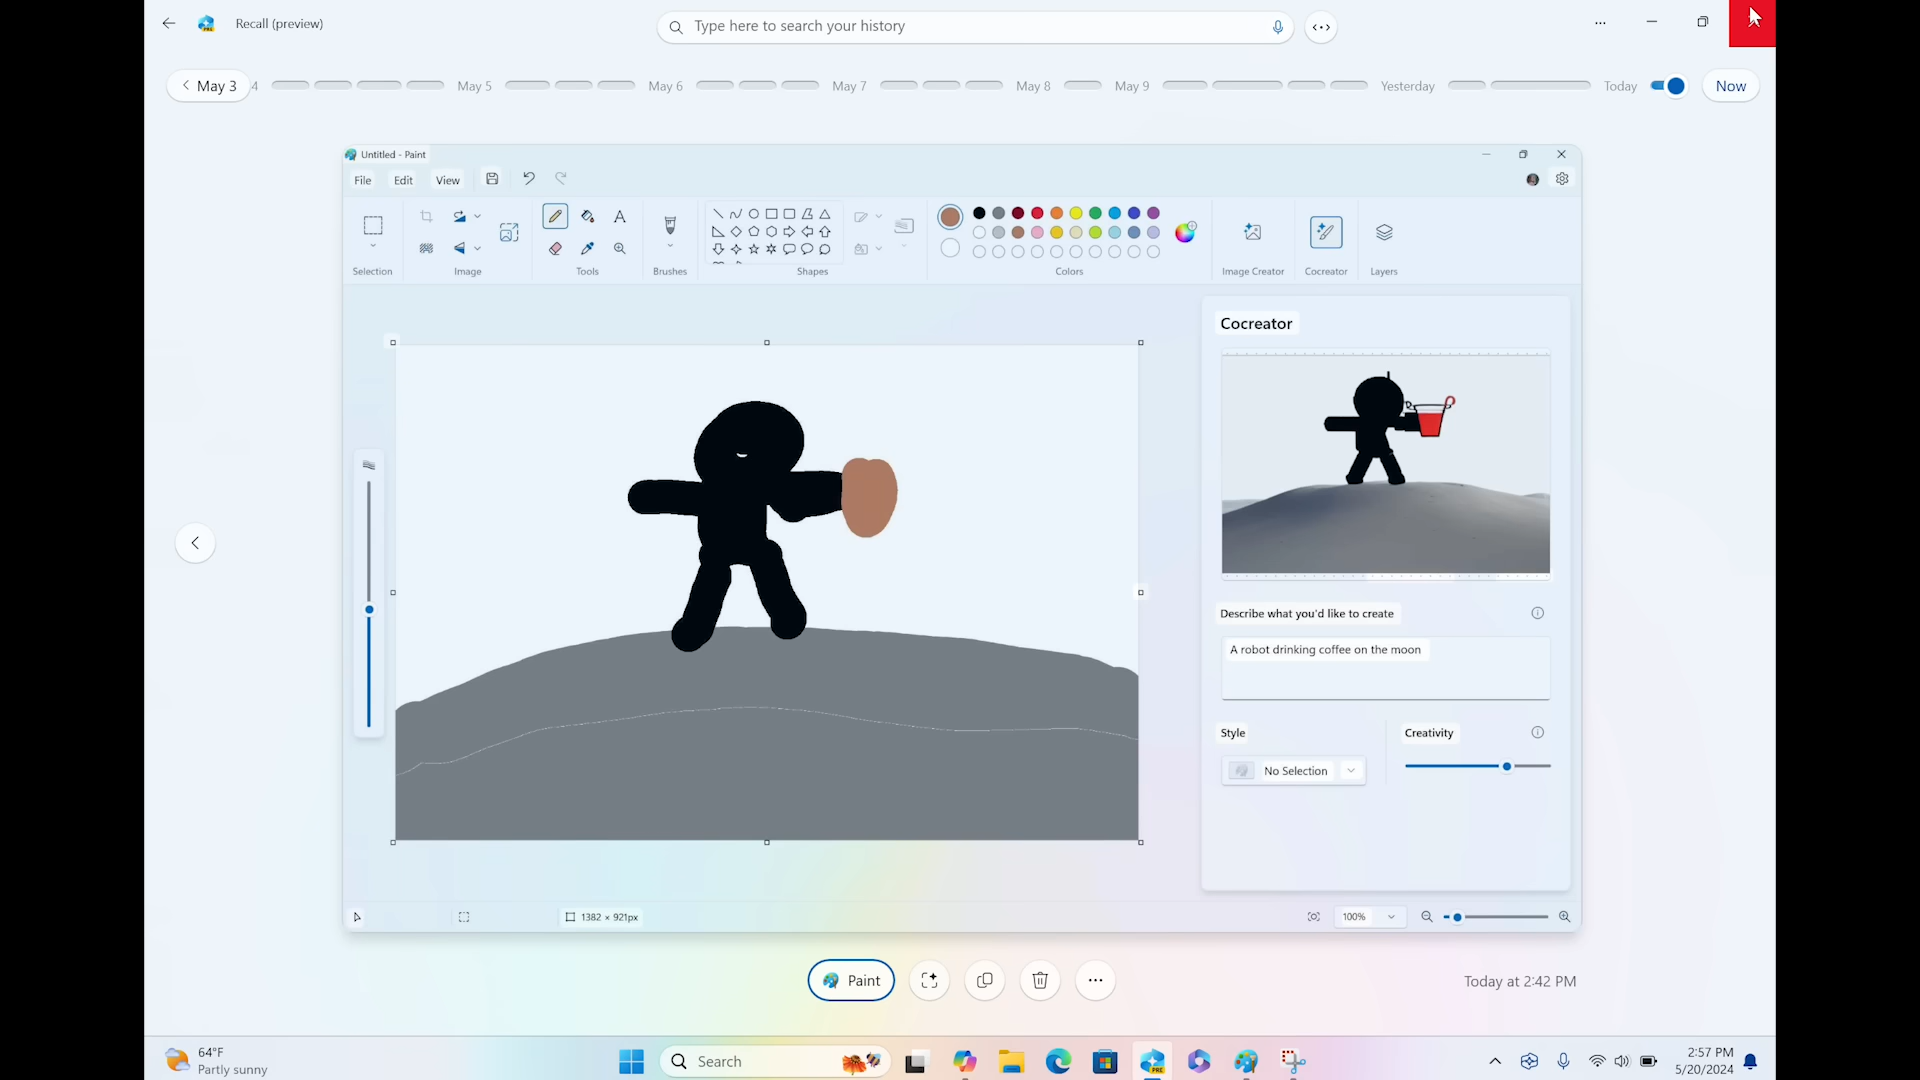 Recall (preview)
Type here to search your history
May 3
4
May 5
May 6
May 7
May 8
May 9
Yesterday
Today
Now
Untitled - Paint
File
Edit
View
Selection
Image
Tools
Brushes
Shapes
Colors
Image Creator
Cocreator
Layers
Cocreator
Describe what you'd like to create
A robot drinking coffee on the moon
Style
Creativity
No Selection
1382 × 921px
100%
Paint
Today at 2:42 PM
64°F
Partly sunny
Search
PRE
2:57 PM
5/20/2024